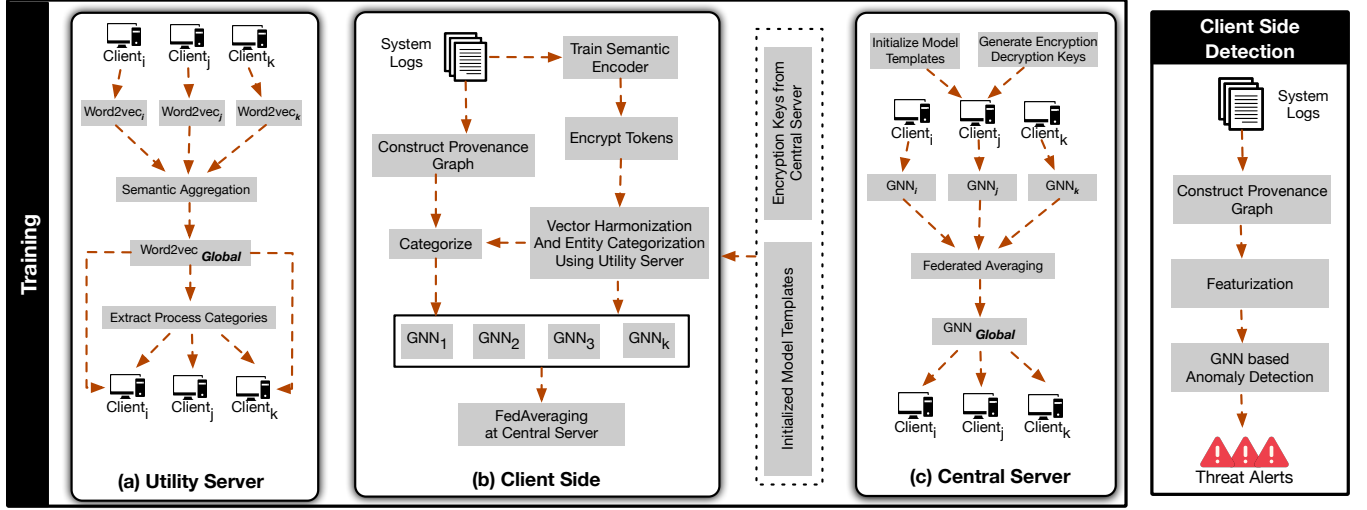 Training
Client_i
Client_j
Client_k
Word2vec_i
Word2vec_j
Word2vec_k
Semantic Aggregation
Word2vec Global
Extract Process Categories
Client_i
Client_j
Client_k
(a) Utility Server
System
Logs
Train Semantic
Encoder
Construct Provenance
Graph
Encrypt Tokens
Categorize
Vector Harmonization
And Entity Categorization
Using Utility Server
GNN_1
GNN_2
GNN_3
GNN_k
FedAveraging
at Central Server
(b) Client Side
Encryption Keys from
Central Server
Initialized Model Templates
Initialize Model
Templates
Generate Encryption
Decryption Keys
Client_i
Client_j
Client_k
GNN_i
GNN_j
GNN_k
Federated Averaging
GNN Global
Client_i
Client_j
Client_k
(c) Central Server
Client Side
Detection
System
Logs
Construct Provenance
Graph
Featurization
GNN based
Anomaly Detection
Threat Alerts